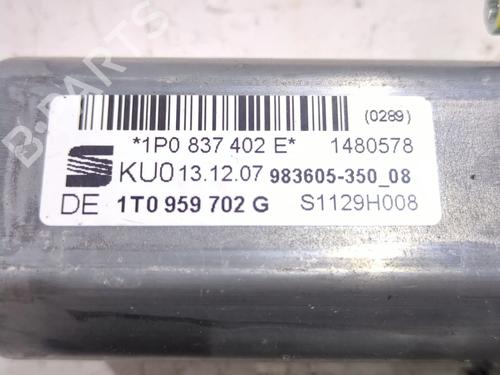 (0289)
*1P0 837 402 E* 1480578
KU0 13.12.07 983605-350_08
DE 1T0 959 702 G S1129H008
B-PARTS